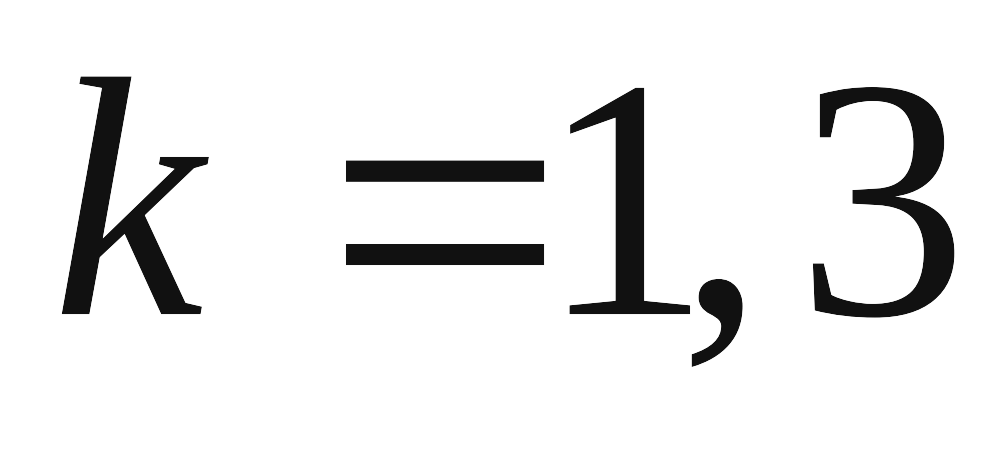 k = 1, 3